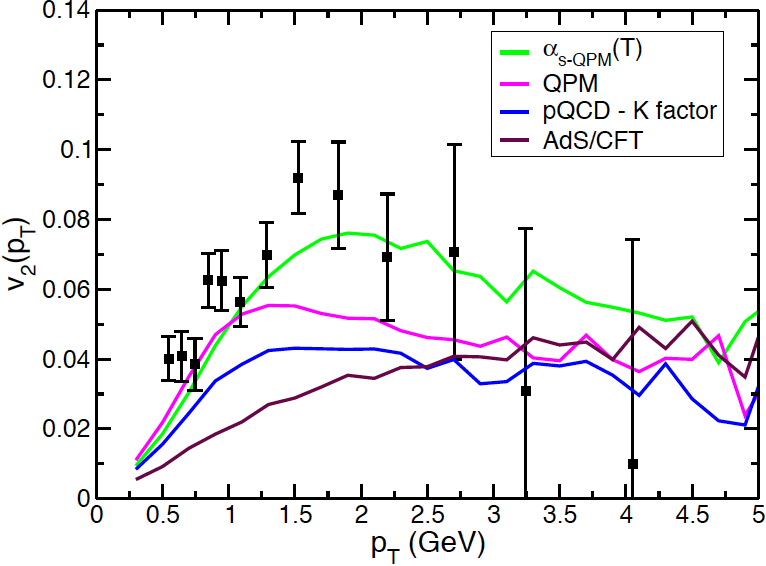 0.14
0.12
0.1
0.08
0.06
0.04
0.02
0
v2(pT)
αs-QPM(T)
QPM
pQCD - K factor
AdS/CFT
0 0.5 1 1.5 2 2.5 3 3.5 4 4.5 5
pT (GeV)